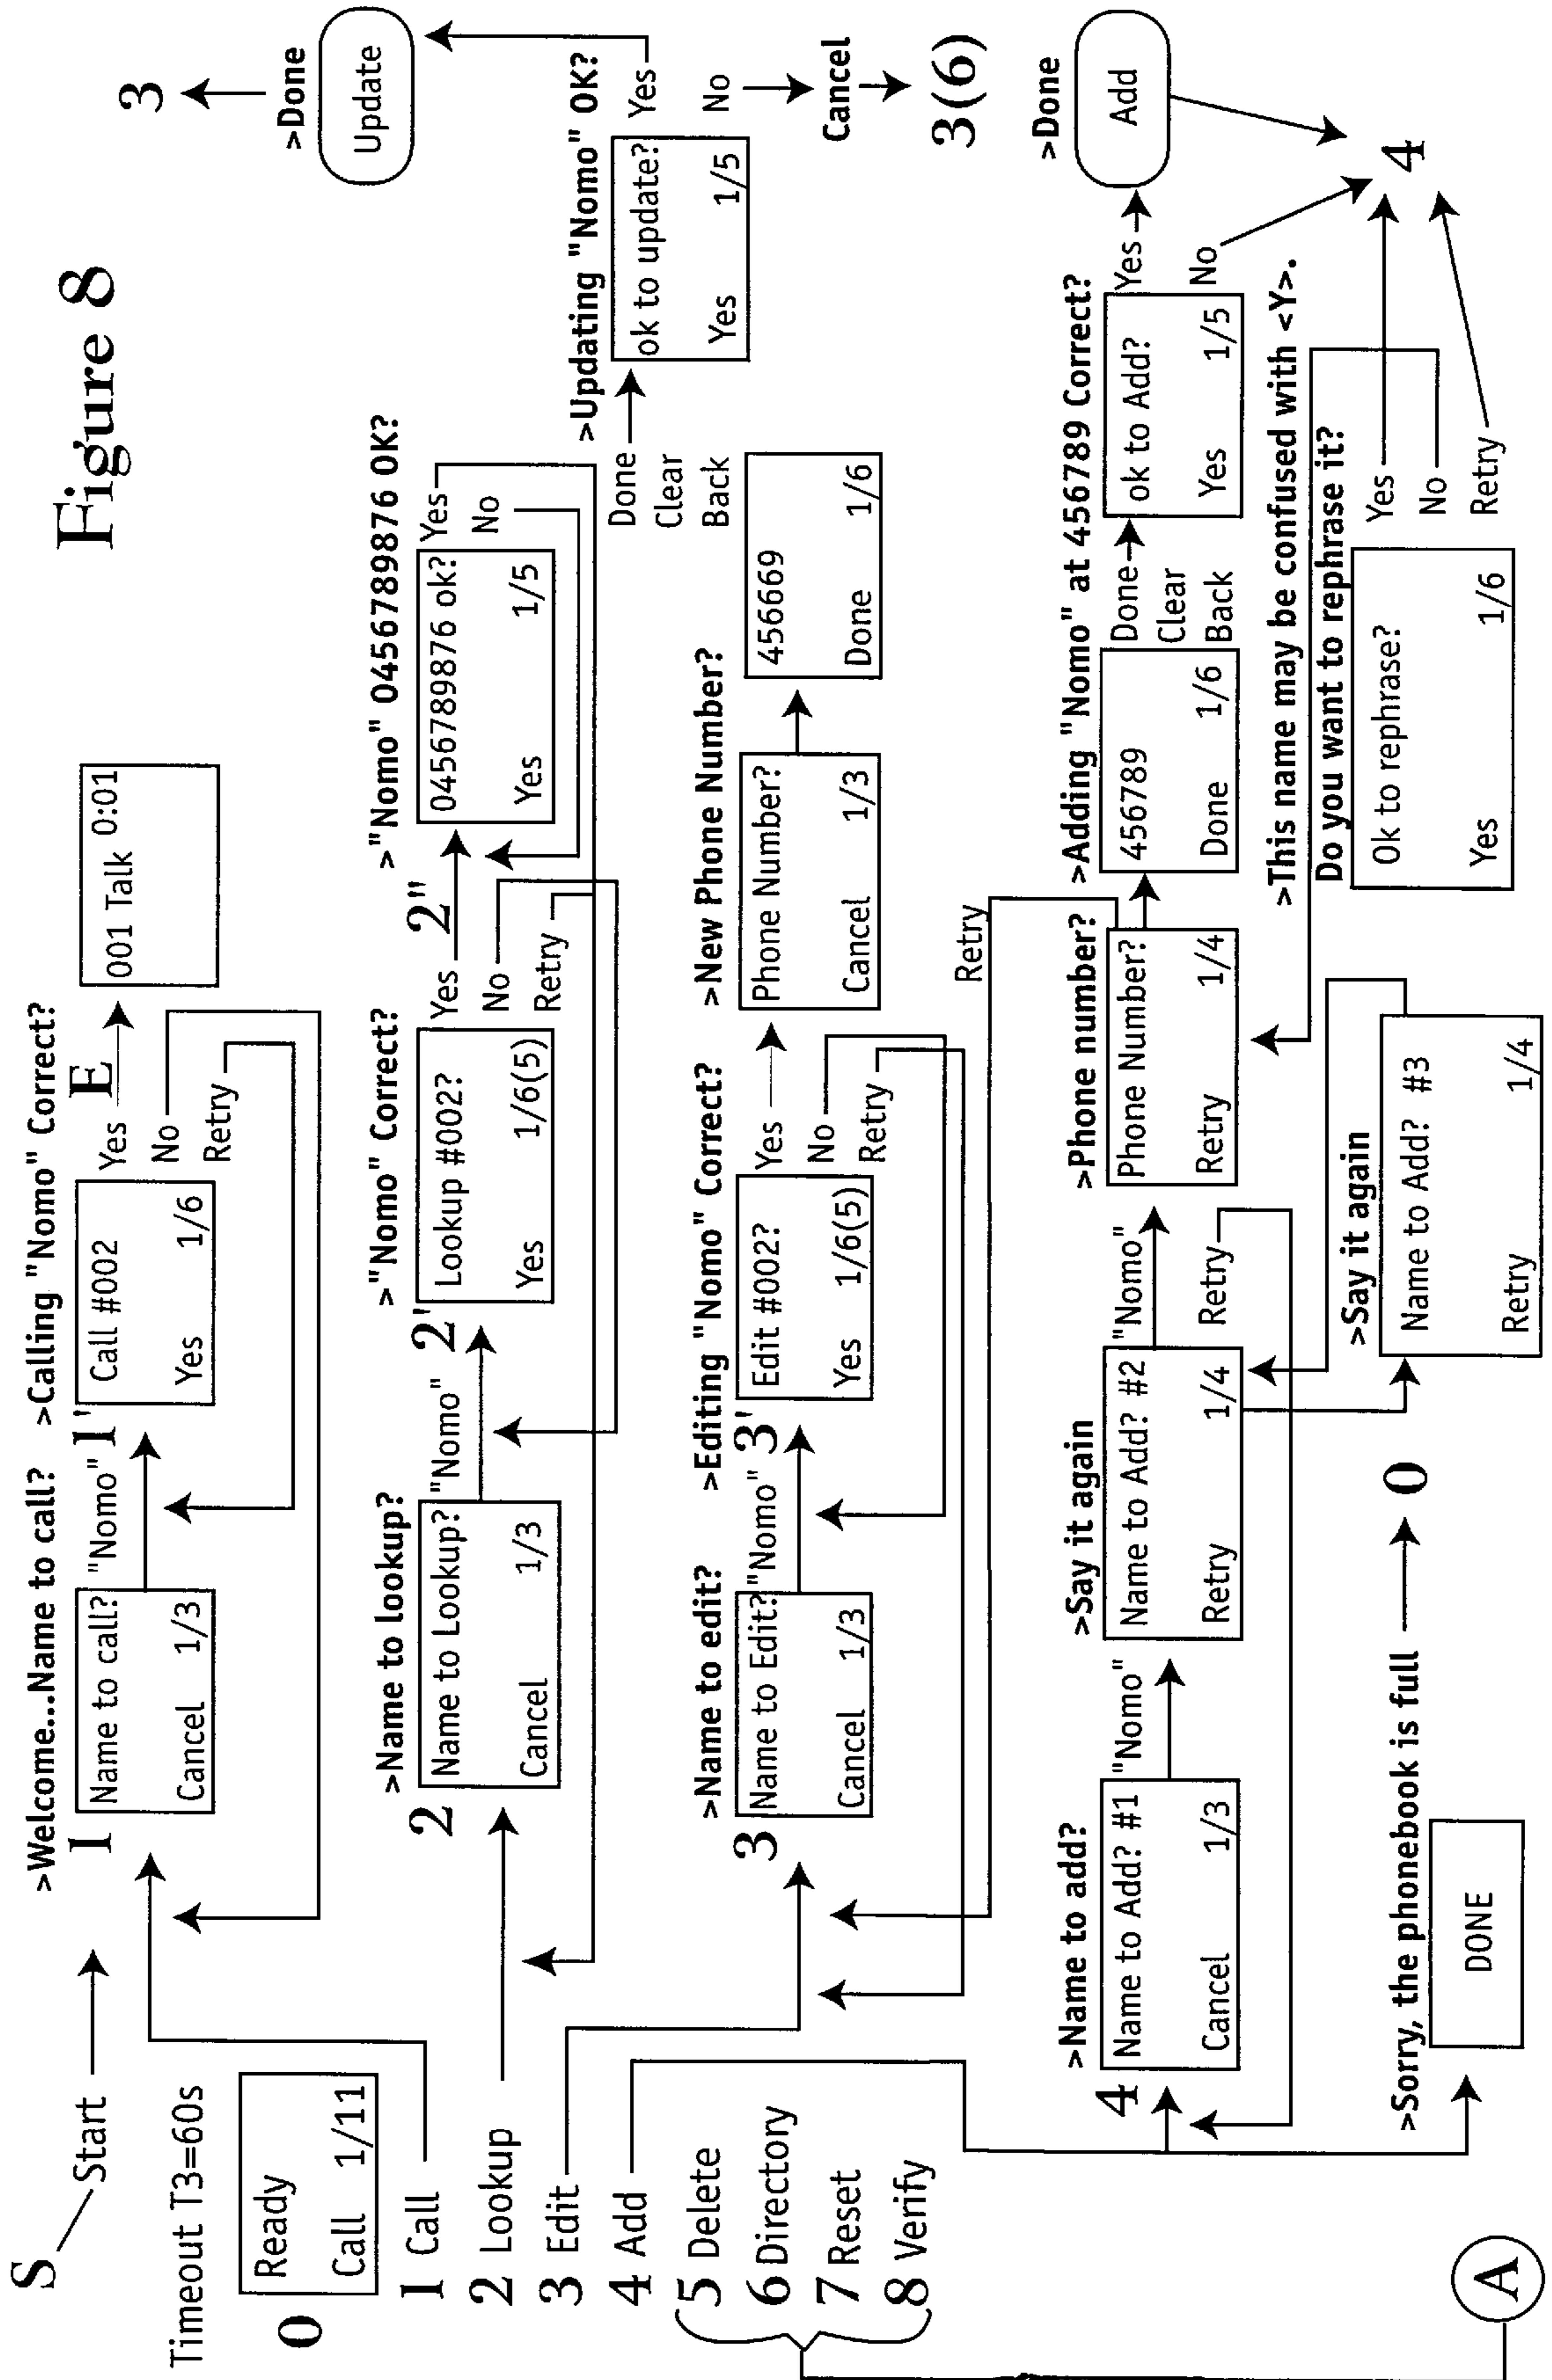 Figure 8
S
Start
Timeout T3=60s
0
Ready
Call 1/11
1 Call
2 Lookup
3 Edit
4 Add
5 Delete
6 Directory
7 Reset
8 Verify
A
>Welcome...Name to call?
1
Name to call?
Cancel 1/3
"Nomo"
1'
>Calling "Nomo" Correct?
Call #002
Yes 1/6
Yes
No
Retry
E
001 Talk 0:01
>Name to lookup?
2
Name to Lookup?
Cancel 1/3
"Nomo"
2'
>"Nomo" Correct?
Lookup #002?
Yes 1/6(5)
Yes
No
Retry
2"
>"Nomo" 0456789876 OK?
0456789876 ok?
Yes 1/5
Yes
No
>Name to edit?
3
Name to Edit?
Cancel 1/3
"Nomo"
3'
>Editing "Nomo" Correct?
Edit #002?
Yes 1/6(5)
Yes
No
Retry
>New Phone Number?
Phone Number?
Cancel 1/3
456669
Done 1/6
Done
Clear
Back
>Updating "Nomo" OK?
ok to update?
Yes 1/5
Yes
No
>Done
Update
3
Cancel
3(6)
>Name to add?
4
Name to Add? #1
Cancel 1/3
"Nomo"
>Say it again
Name to Add? #2
Retry 1/4
"Nomo"
Retry
>Say it again
Name to Add? #3
Retry 1/4
>Phone number?
Phone Number?
Retry 1/4
Retry
>Adding "Nomo" at 456789 Correct?
456789
Done 1/6
Done
Clear
Back
ok to Add?
Yes 1/5
Yes
No
>Done
Add
4
>This name may be confused with <Y>.
Do you want to rephrase it?
Ok to rephrase?
Yes 1/6
Yes
No
Retry
>Sorry, the phonebook is full
DONE
0